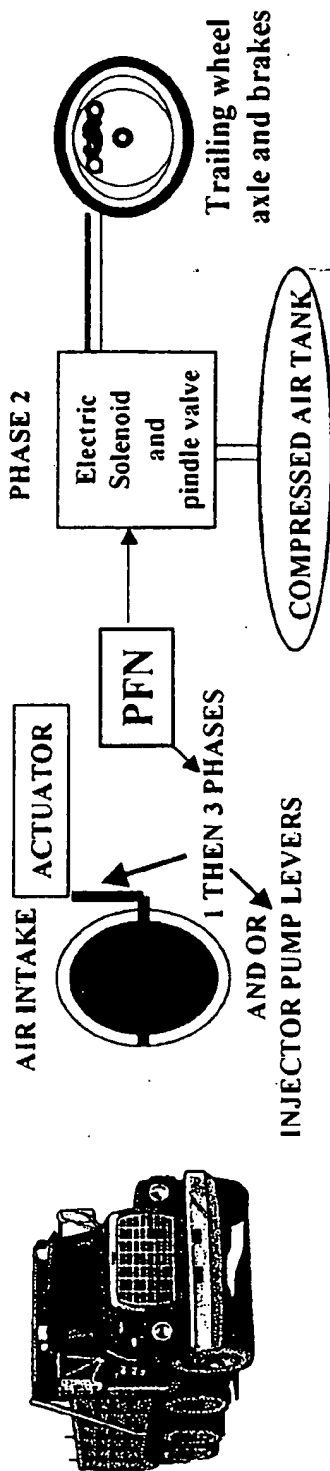 AIR INTAKE
ACTUATOR
PFN
1 THEN 3 PHASES
AND OR
INJECTOR PUMP LEVERS
PHASE 2
Electric
Solenoid
and
pindle valve
COMPRESSED AIR TANK
Trailing wheel
axle and brakes